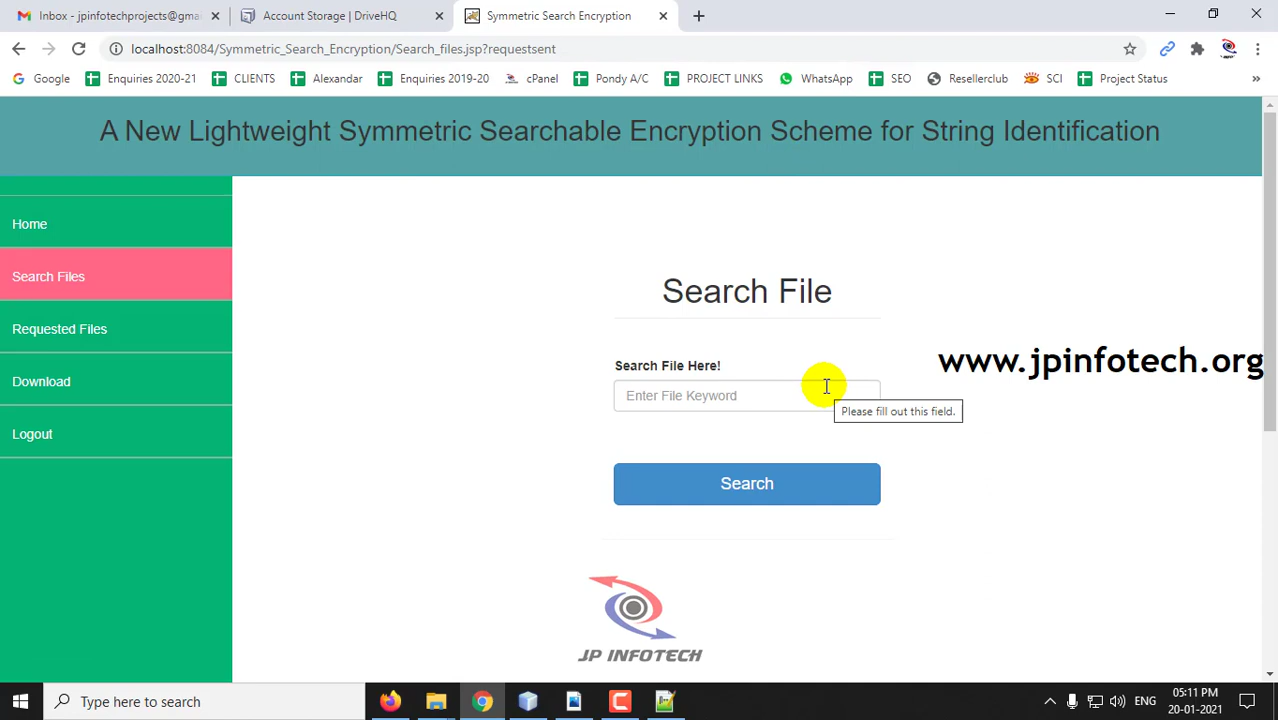 Inbox - jpinfotechprojects@gma
Account Storage | DriveHQ
Symmetric Search Encryption
localhost:8084/Symmetric_Search_Encryption/Search_files.jsp?requestsent
Google
Enquiries 2020-21
CLIENTS
Alexandar
Enquiries 2019-20
cPanel
Pondy A/C
PROJECT LINKS
WhatsApp
SEO
Resellerclub
SCI
Project Status
A New Lightweight Symmetric Searchable Encryption Scheme for String Identification
Home
Search Files
Requested Files
Download
Logout
Search File
Search File Here!
Enter File Keyword
Please fill out this field.
Search
www.jpinfotech.org
JP INFOTECH
Type here to search
ENG
05:11 PM
20-01-2021